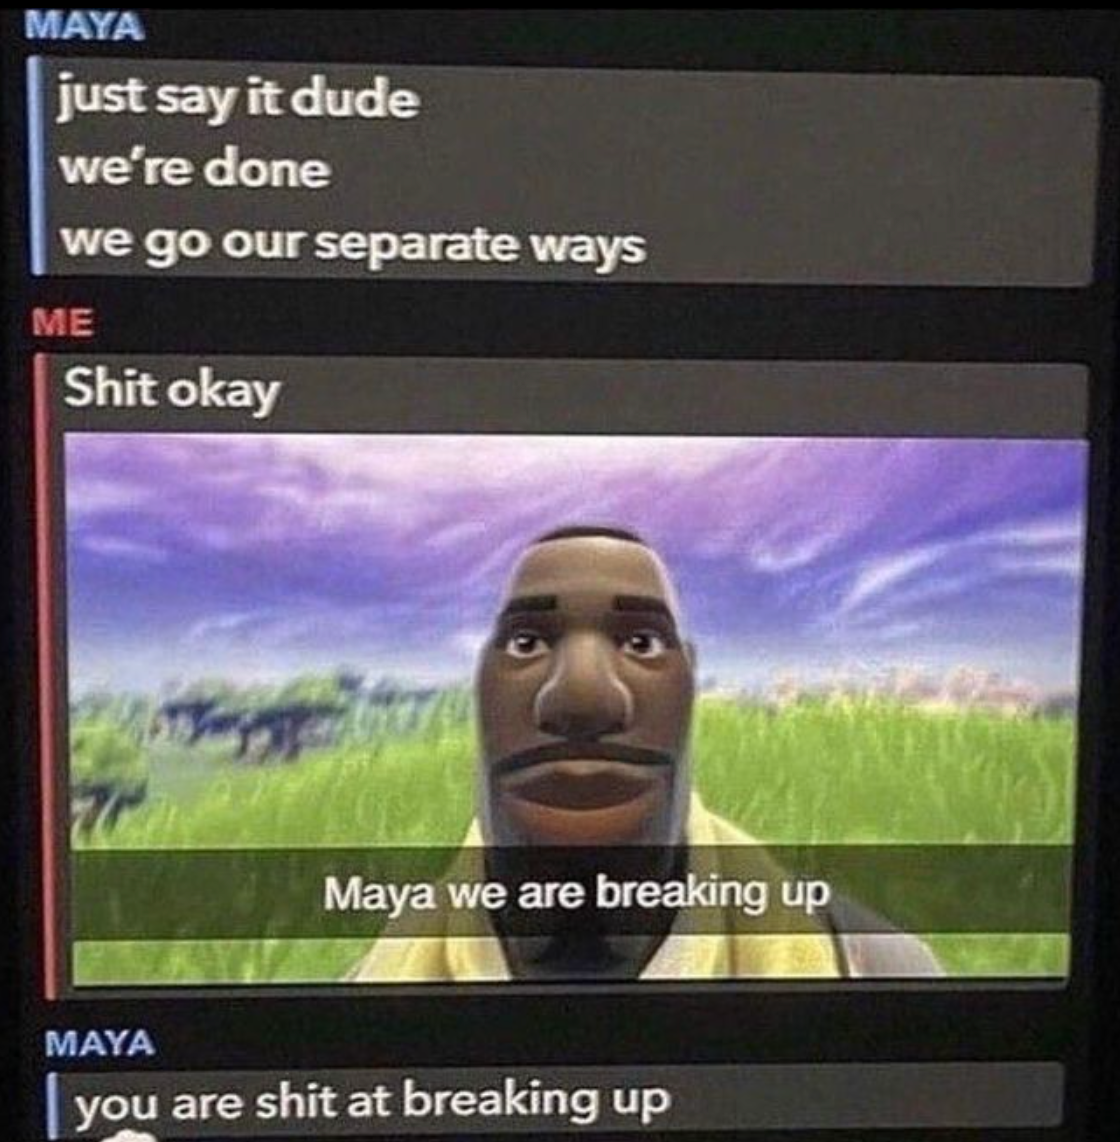 MAYA
just say it dude
we're done
we go our separate ways
ME
Shit okay
Maya we are breaking up
MAYA
you are shit at breaking up